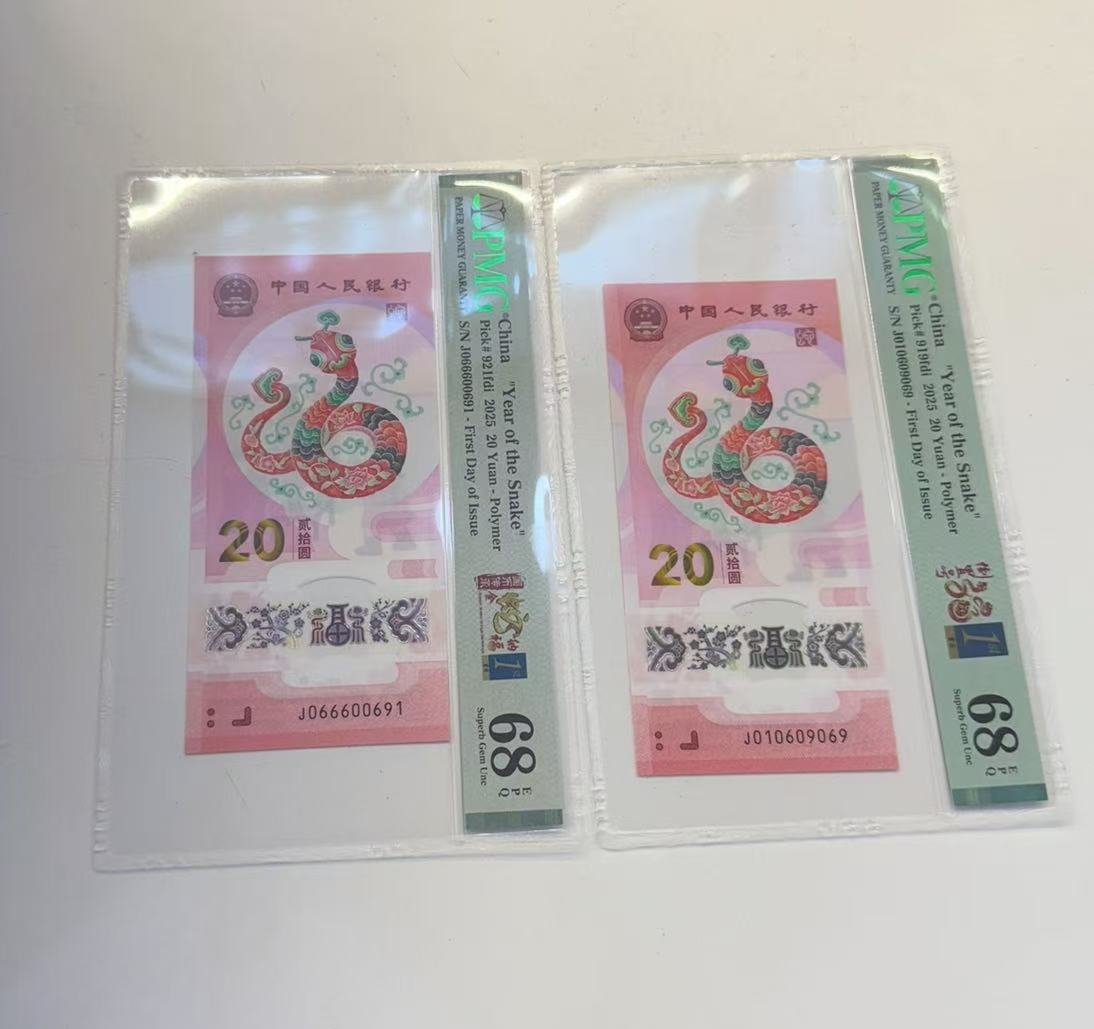 中国人民银行
20
贰拾圆
J066600691
PMG
PAPER MONEY GUARANTY
China "Year of the Snake"
Pick# 921fdi 2025 20 Yuan - Polymer
S/N J066600691 - First Day of Issue
1st
68 EPQ
Superb Gem Unc
中国人民银行
20
贰拾圆
J010609069
PMG
PAPER MONEY GUARANTY
China "Year of the Snake"
Pick# 919fdi 2025 20 Yuan - Polymer
S/N J010609069 - First Day of Issue
1st
68 EPQ
Superb Gem Unc